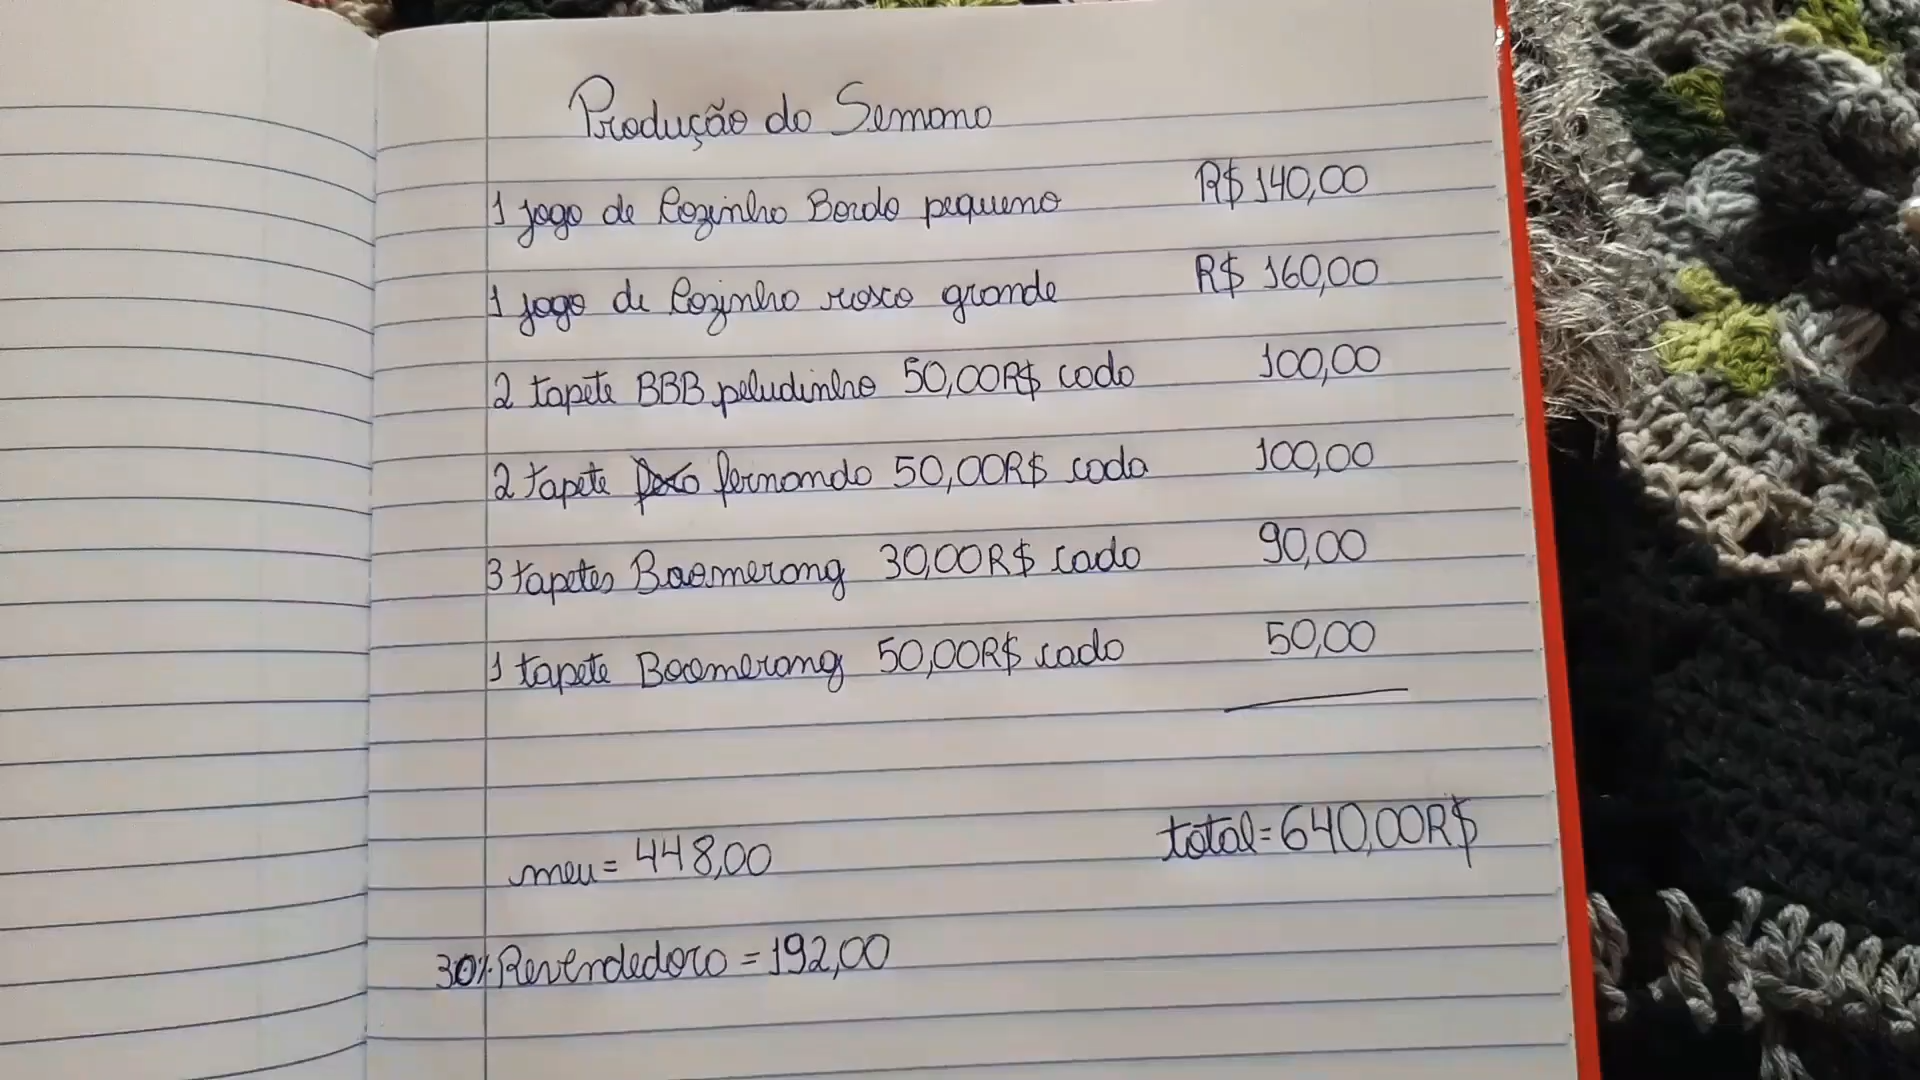 Produção da Semana
1 jogo de Cozinha Bordo pequeno R$ 140,00
1 jogo de Cozinha roxo grande R$ 160,00
2 tapete BBB peludinho 50,00R$ cada 100,00
2 tapete fernanda 50,00R$ cada 100,00
3 tapetes Boomerang 30,00R$ cada 90,00
1 tapete Boomerang 50,00R$ cada 50,00
total = 640,00R$
meu = 448,00
30% Revendedora = 192,00